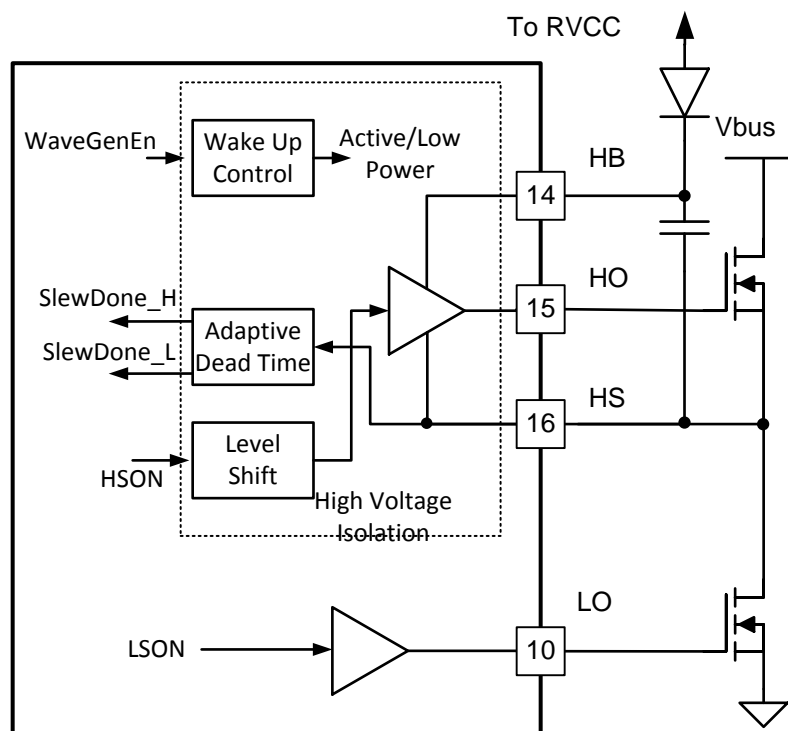 To RVCC
Vbus
WaveGenEn
Wake Up
Control
Active/Low
Power
HB
14
HO
15
SlewDone_H
SlewDone_L
Adaptive
Dead Time
HS
16
HSON
Level
Shift
High Voltage
Isolation
LO
LSON
10